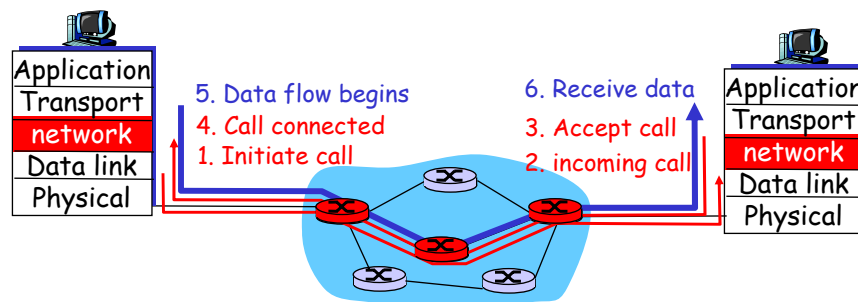 Application
Transport
network
Data link
Physical
5. Data flow begins
4. Call connected
1. Initiate call
6. Receive data
3. Accept call
2. incoming call
Application
Transport
network
Data link
Physical